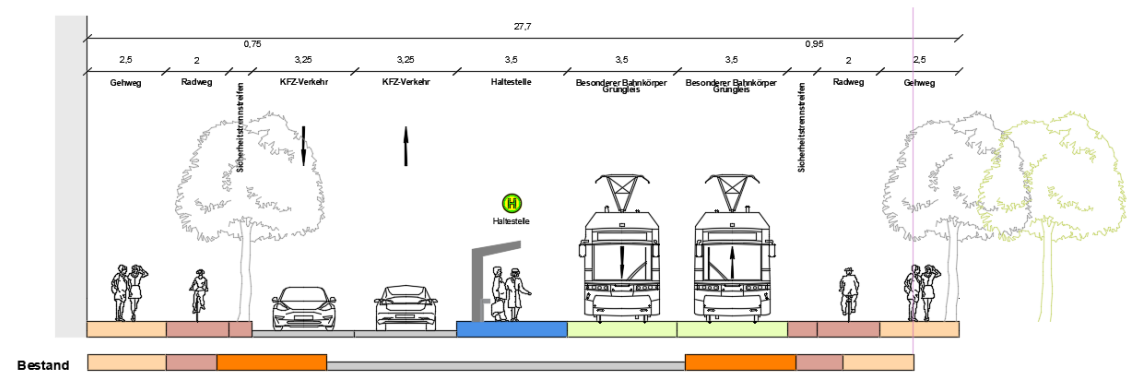 27,7
0,75
0,95
2,5
2
3,25
3,25
3,5
3,5
3,5
2
2,5
Gehweg
Radweg
Sicherheitstrennstreifen
KFZ-Verkehr
KFZ-Verkehr
Haltestelle
Besonderer Bahnkörper
Grüngleis
Besonderer Bahnkörper
Grüngleis
Sicherheitstrennstreifen
Radweg
Gehweg
H
Haltestelle
Bestand